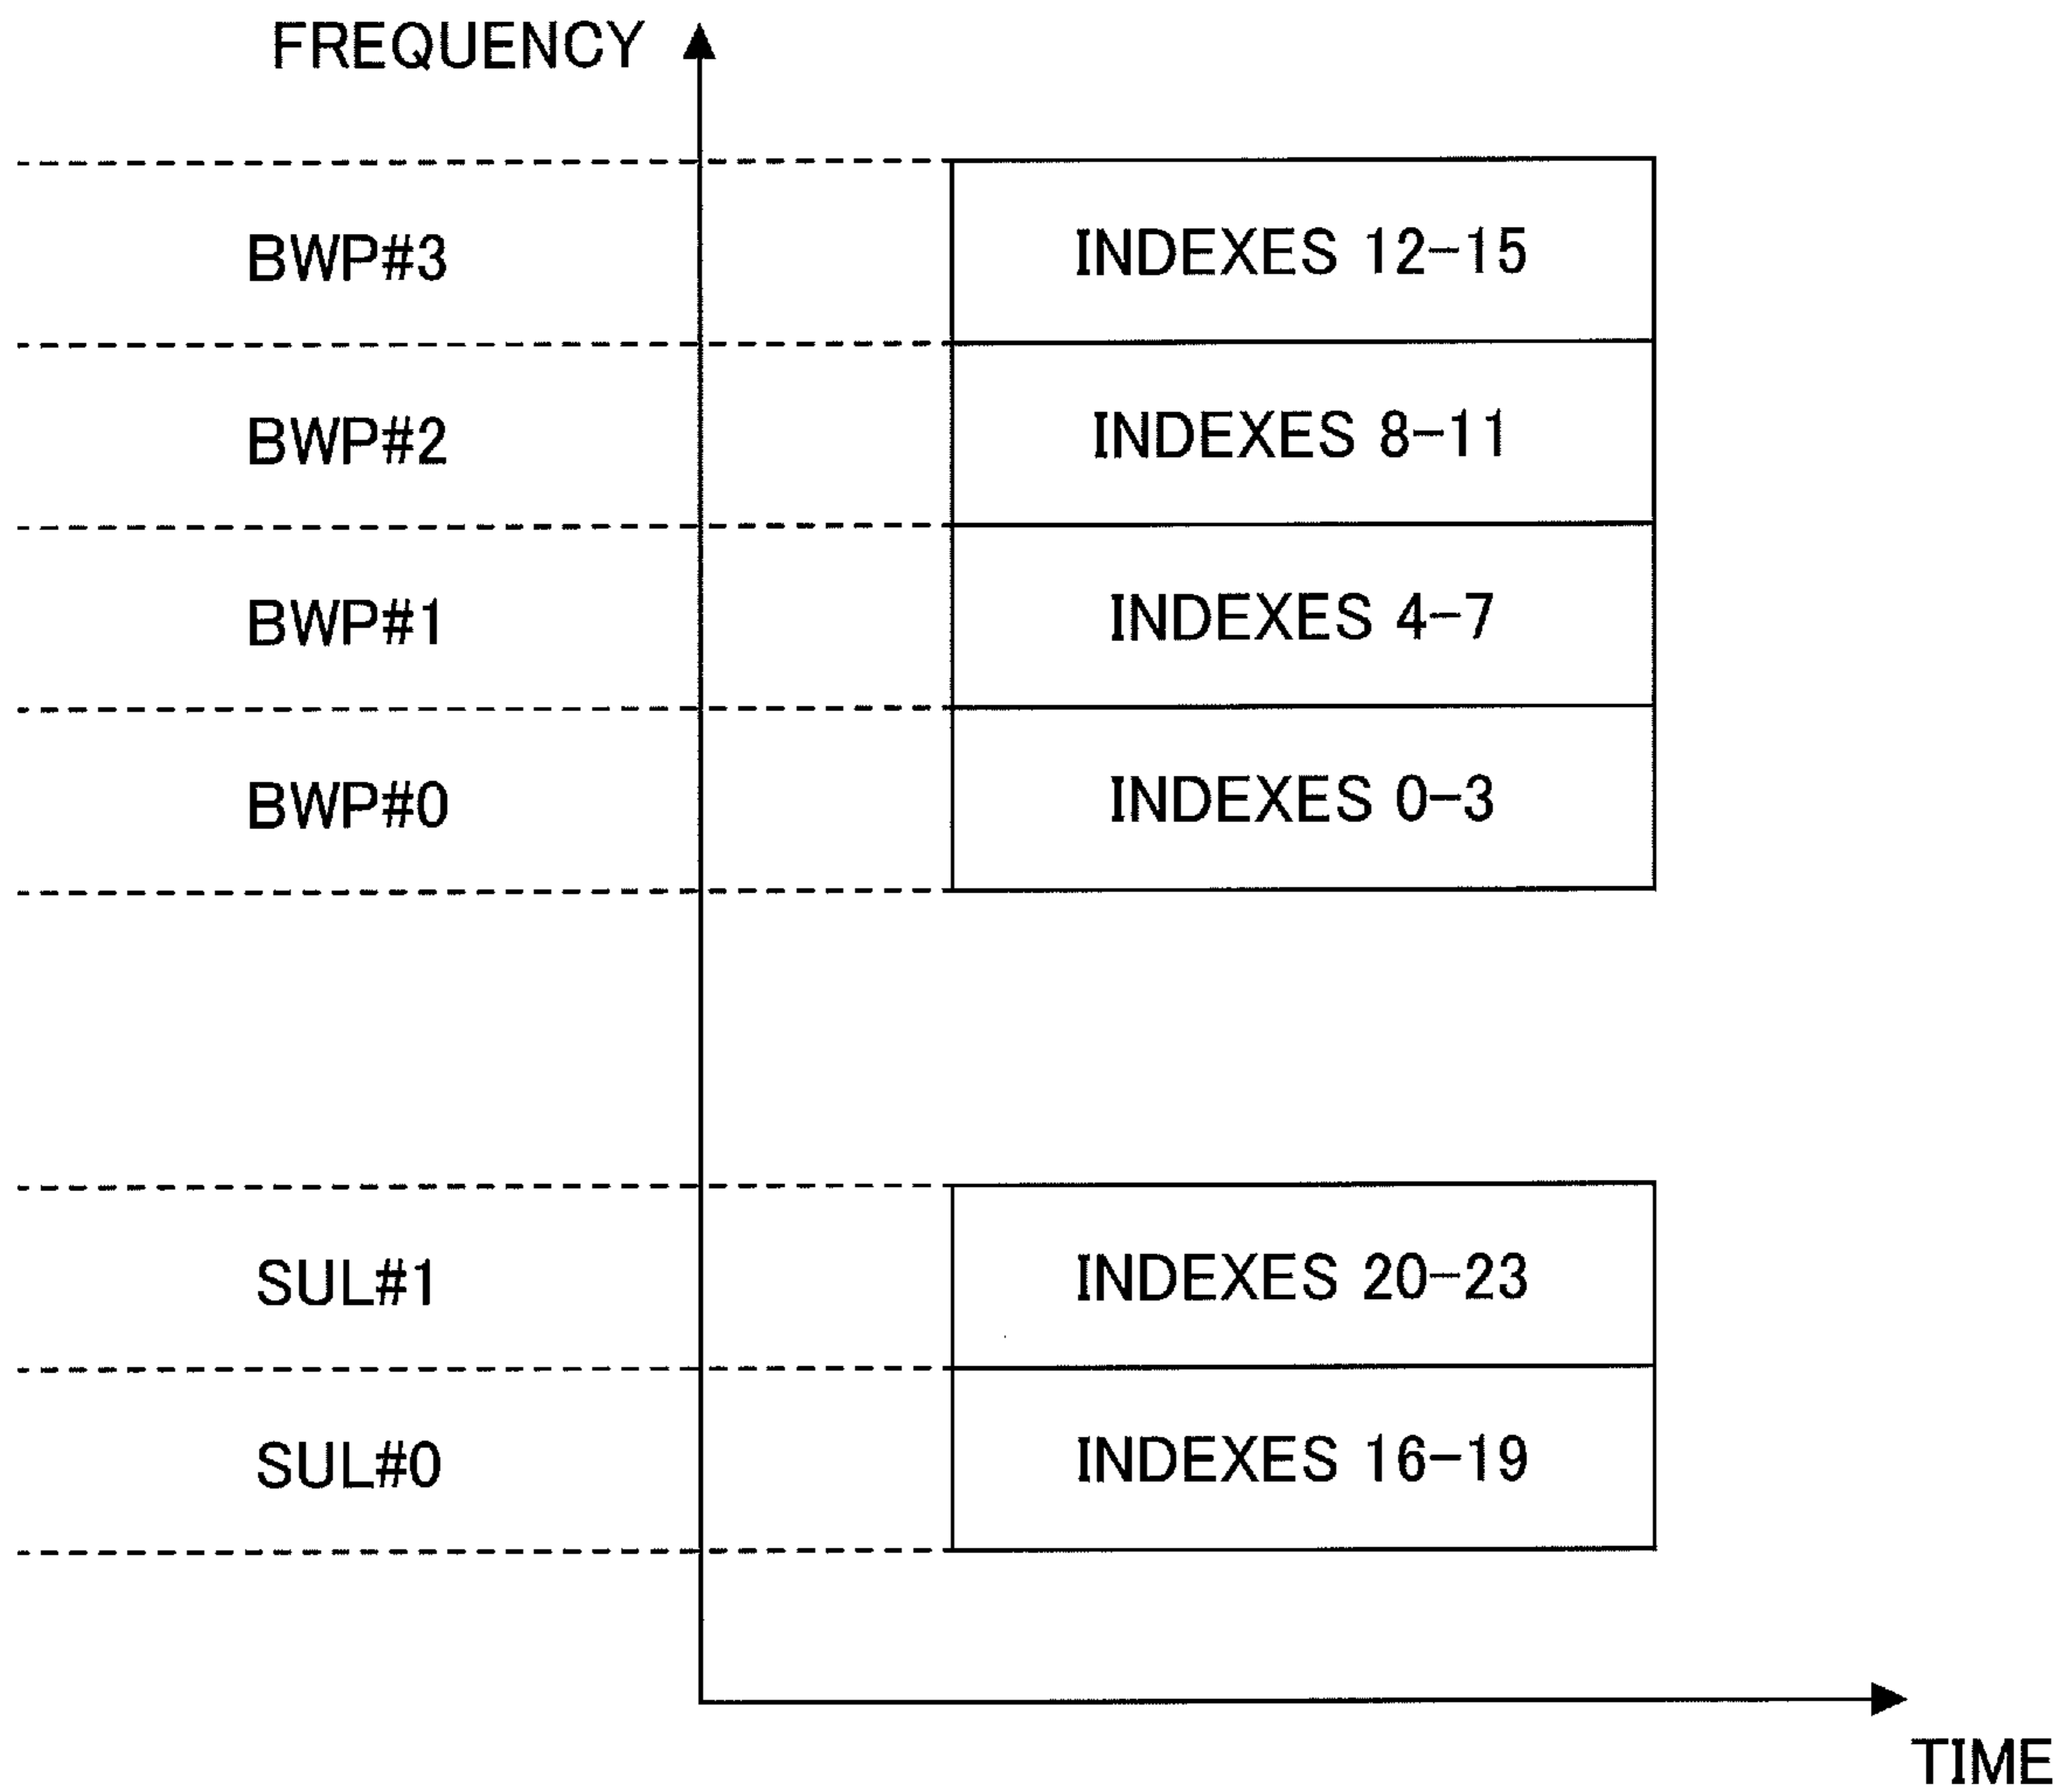 FREQUENCY
BWP#3 INDEXES 12-15
BWP#2 INDEXES 8-11
BWP#1 INDEXES 4-7
BWP#0 INDEXES 0-3
SUL#1 INDEXES 20-23
SUL#0 INDEXES 16-19
TIME